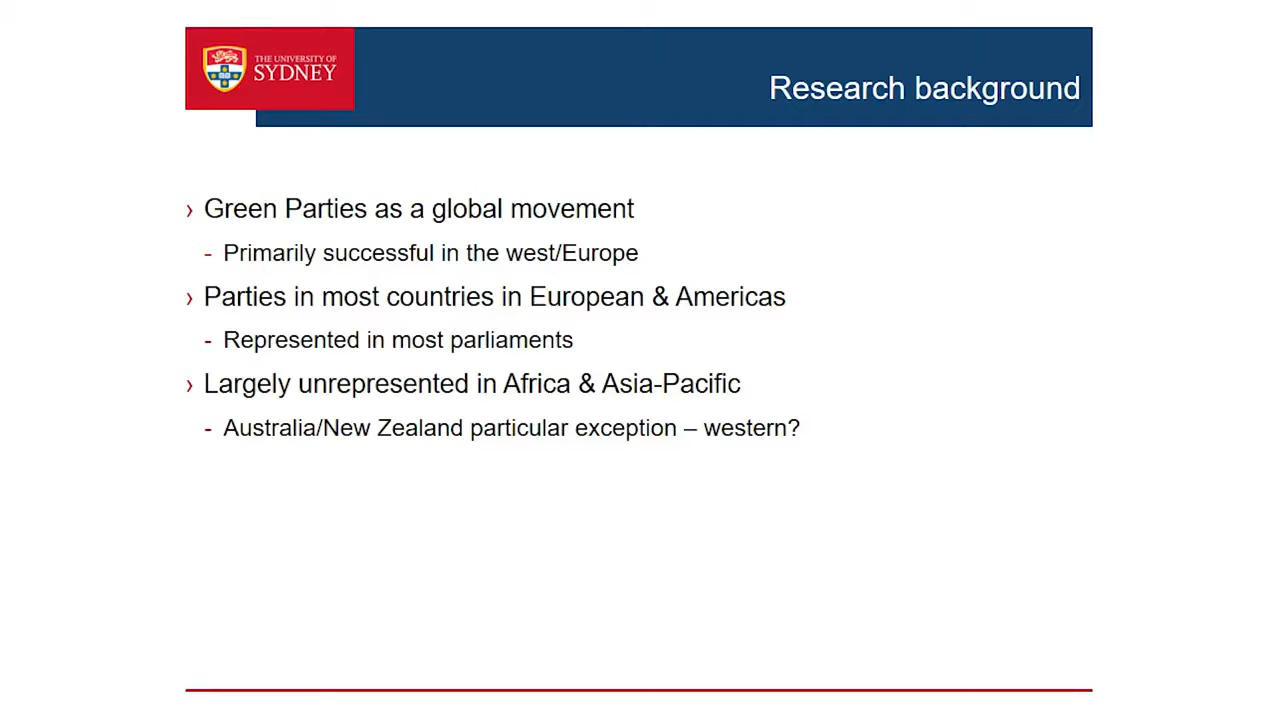 THE UNIVERSITY OF
SYDNEY
Research background
› Green Parties as a global movement
- Primarily successful in the west/Europe
› Parties in most countries in European & Americas
- Represented in most parliaments
› Largely unrepresented in Africa & Asia-Pacific
- Australia/New Zealand particular exception – western?